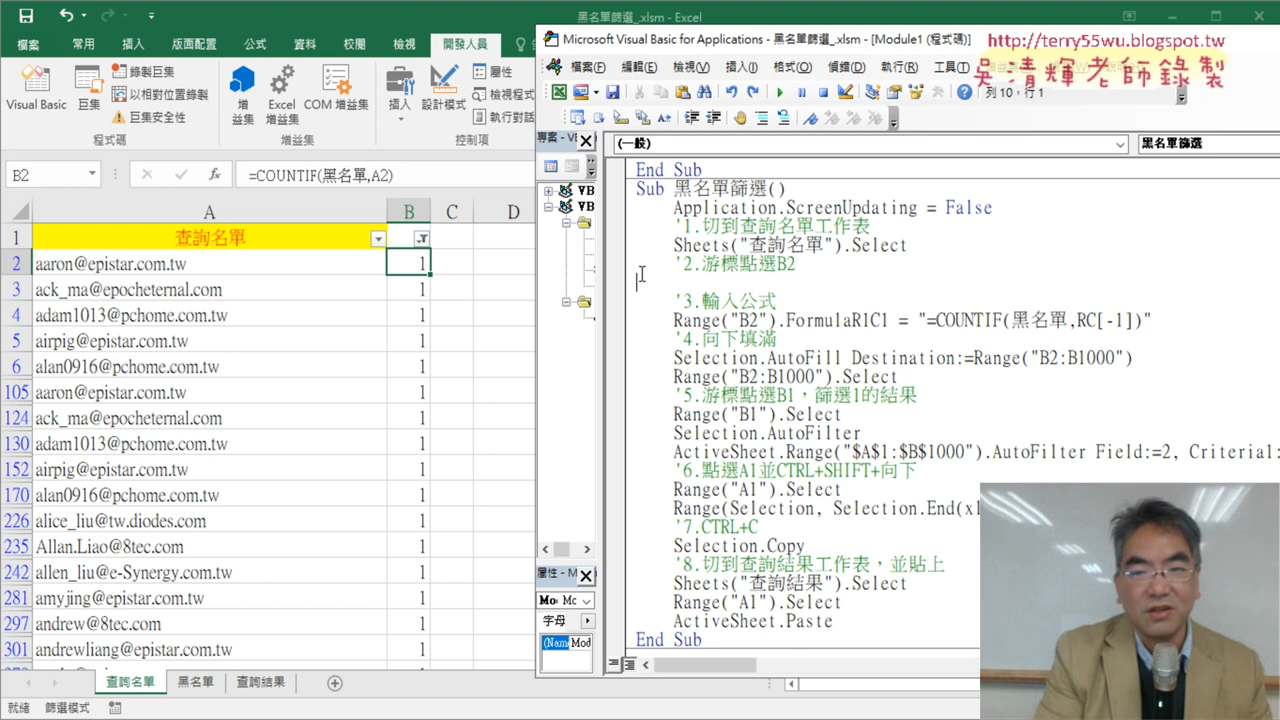 黑名單篩選_.xlsm - Excel
檔案 常用 插入 版面配置 公式 資料 校閱 檢視 開發人員
Visual Basic
巨集
錄製巨集
以相對位置錄製
巨集安全性
程式碼
增益集
Excel 增益集
COM 增益集
增益集
插入
設計模式
屬性
檢視程式
執行對話
控制項
B2
=COUNTIF(黑名單,A2)
A B C D
1 查詢名單
2 aaron@epistar.com.tw 1
3 ack_ma@epocheternal.com 1
4 adam1013@pchome.com.tw 1
5 airpig@epistar.com.tw 1
6 alan0916@pchome.com.tw 1
105 aaron@epistar.com.tw 1
124 ack_ma@epocheternal.com 1
130 adam1013@pchome.com.tw 1
152 airpig@epistar.com.tw 1
170 alan0916@pchome.com.tw 1
226 alice_liu@tw.diodes.com 1
235 Allan.Liao@8tec.com 1
242 allen_liu@e-Synergy.com.tw 1
281 amyjing@epistar.com.tw 1
297 andrew@8tec.com 1
301 andrewliang@epistar.com.tw 1
查詢名單 黑名單 查詢結果
就緒 篩選模式
Microsoft Visual Basic for Applications - 黑名單篩選_.xlsm - [Module1 (程式碼)]
http://terry55wu.blogspot.tw
吳清輝老師錄製
檔案(F) 編輯(E) 檢視(V) 插入(I) 格式(O) 偵錯(D) 執行(R) 工具(T)
列 10, 行 1
專案 - VB
VB
VB
屬性 - M
Mo Mo
字母
(Nam Mod
(一般)
黑名單篩選
End Sub
Sub 黑名單篩選()
Application.ScreenUpdating = False
'1.切到查詢名單工作表
Sheets("查詢名單").Select
'2.游標點選B2
'3.輸入公式
Range("B2").FormulaR1C1 = "=COUNTIF(黑名單,RC[-1])"
'4.向下填滿
Selection.AutoFill Destination:=Range("B2:B1000")
Range("B2:B1000").Select
'5.游標點選B1，篩選1的結果
Range("B1").Select
Selection.AutoFilter
ActiveSheet.Range("$A$1:$B$1000").AutoFilter Field:=2, Criteria1:
'6.點選A1並CTRL+SHIFT+向下
Range("A1").Select
Range(Selection, Selection.End(xl
'7.CTRL+C
Selection.Copy
'8.切到查詢結果工作表，並貼上
Sheets("查詢結果").Select
Range("A1").Select
ActiveSheet.Paste
End Sub